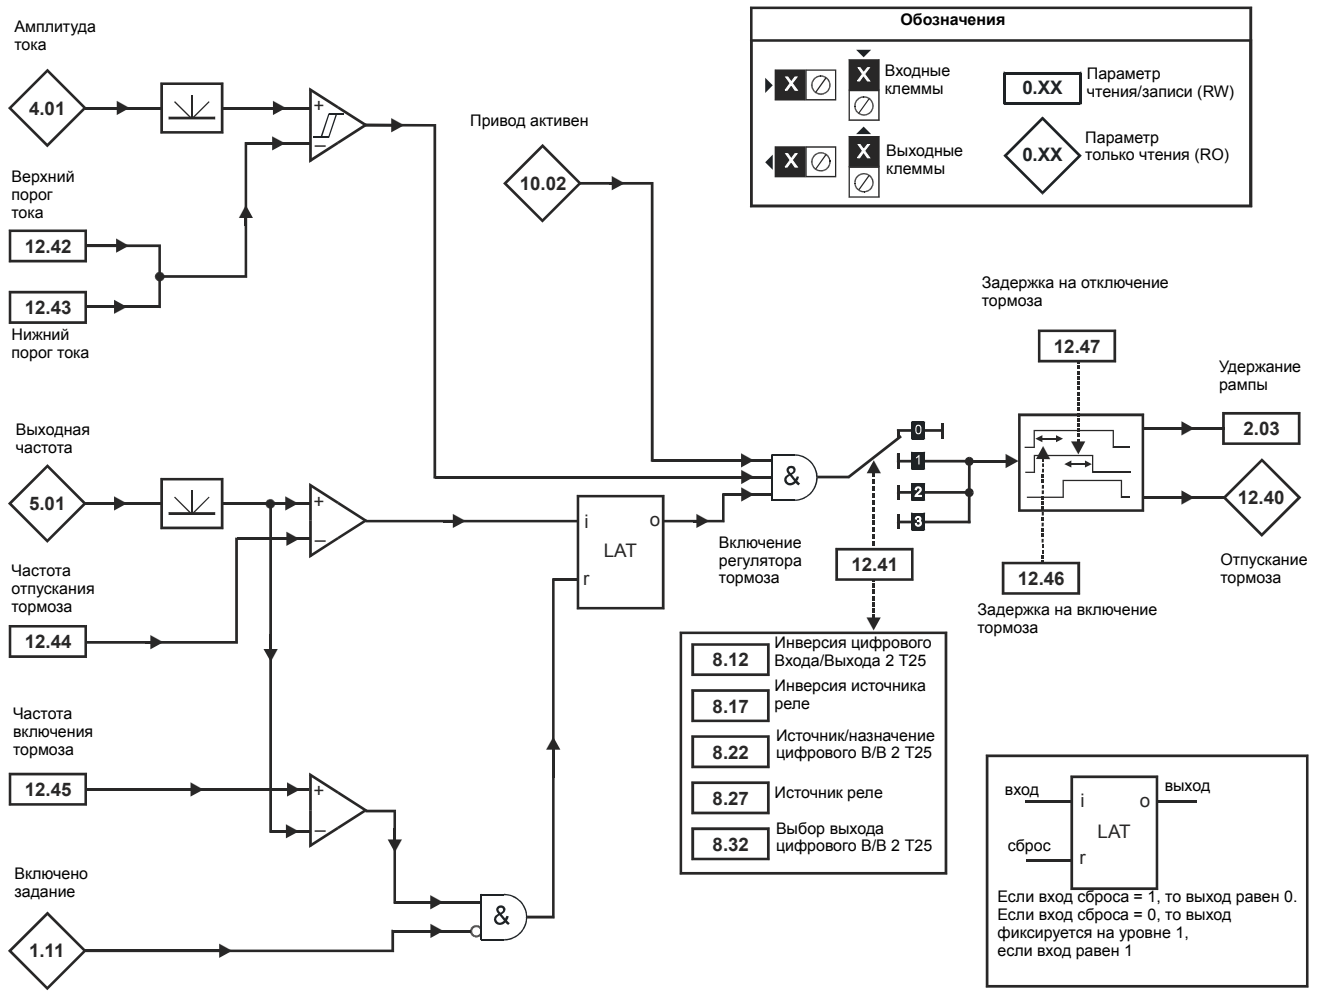 Амплитуда
тока
4.01
+
−
Верхний
порог
тока
12.42
12.43
Нижний
порог тока
Привод активен
10.02
Обозначения
X
X
Входные
клеммы
X
X
Выходные
клеммы
0.XX
Параметр
чтения/записи (RW)
0.XX
Параметр
только чтения (RO)
Выходная
частота
5.01
+
−
Частота
отпускания
тормоза
12.44
Частота
включения
тормоза
12.45
+
−
Включено
задание
1.11
&
i
o
LAT
r
&
Включение
регулятора
тормоза
0
1
2
3
12.41
8.12
Инверсия цифрового
Входа/Выхода 2 T25
8.17
Инверсия источника
реле
8.22
Источник/назначение
цифрового В/В 2 T25
8.27
Источник реле
8.32
Выбор выхода
цифрового В/В 2 T25
Задержка на отключение
тормоза
12.47
12.46
Задержка на включение
тормоза
Удержание
рампы
2.03
12.40
Отпускание
тормоза
вход
i
o
выход
LAT
сброс
r
Если вход сброса = 1, то выход равен 0.
Если вход сброса = 0, то выход
фиксируется на уровне 1,
если вход равен 1